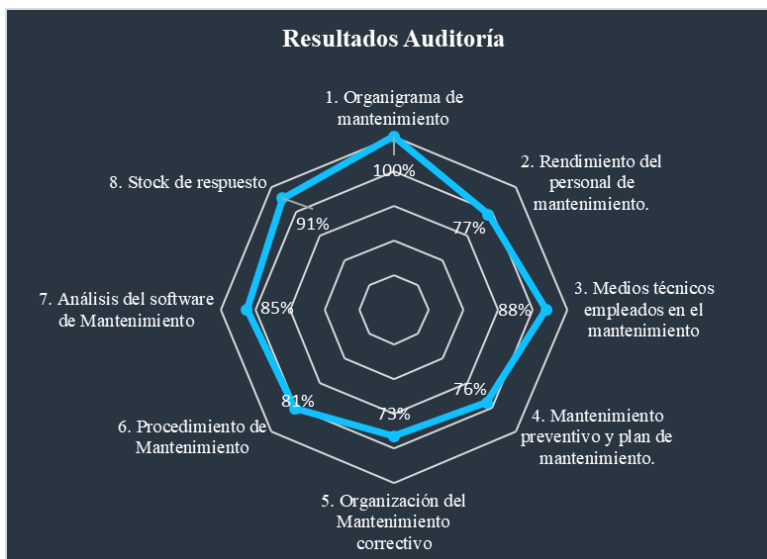 Resultados Auditoría
1. Organigrama de
mantenimiento
100%
2. Rendimiento del
personal de
mantenimiento.
77%
3. Medios técnicos
empleados en el
mantenimiento
88%
4. Mantenimiento
preventivo y plan de
mantenimiento.
76%
5. Organización del
Mantenimiento
correctivo
73%
6. Procedimiento de
Mantenimiento
81%
7. Análisis del software
de Mantenimiento
85%
8. Stock de respuesto
91%